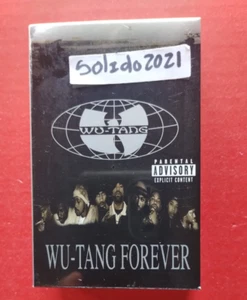 Solido2021
WU-TANG
PARENTAL
ADVISORY
EXPLICIT CONTENT
WU-TANG FOREVER